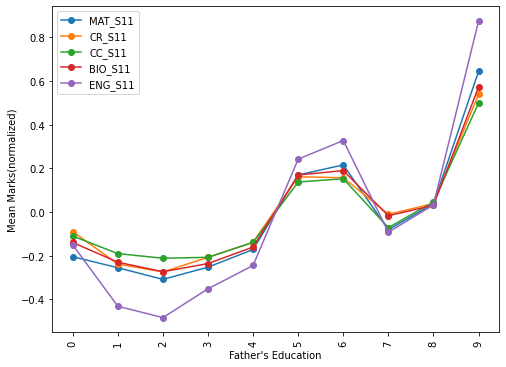 MAT_S11
CR_S11
CC_S11
BIO_S11
ENG_S11
0.8
0.6
0.4
0.2
0.0
−0.2
−0.4
Mean Marks(normalized)
0 1 2 3 4 5 6 7 8 9
Father's Education